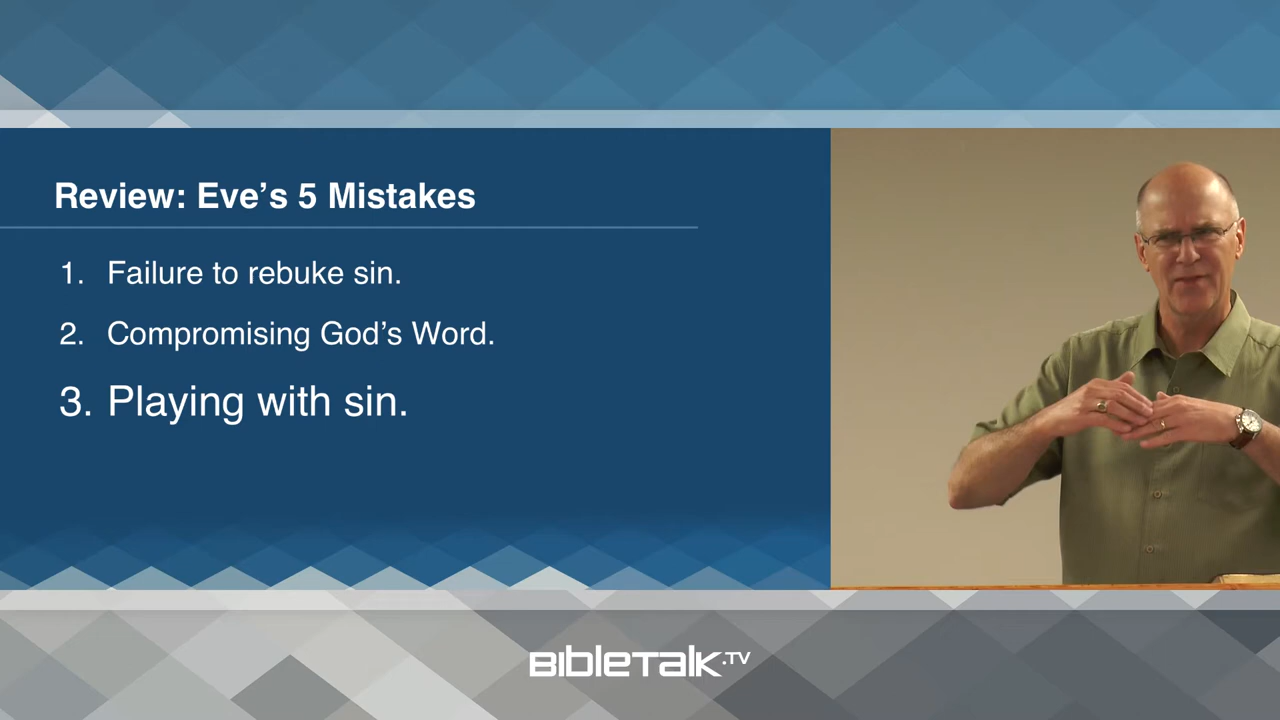 Review: Eve’s 5 Mistakes
1. Failure to rebuke sin.
2. Compromising God’s Word.
3. Playing with sin.
BIBLETALK.TV